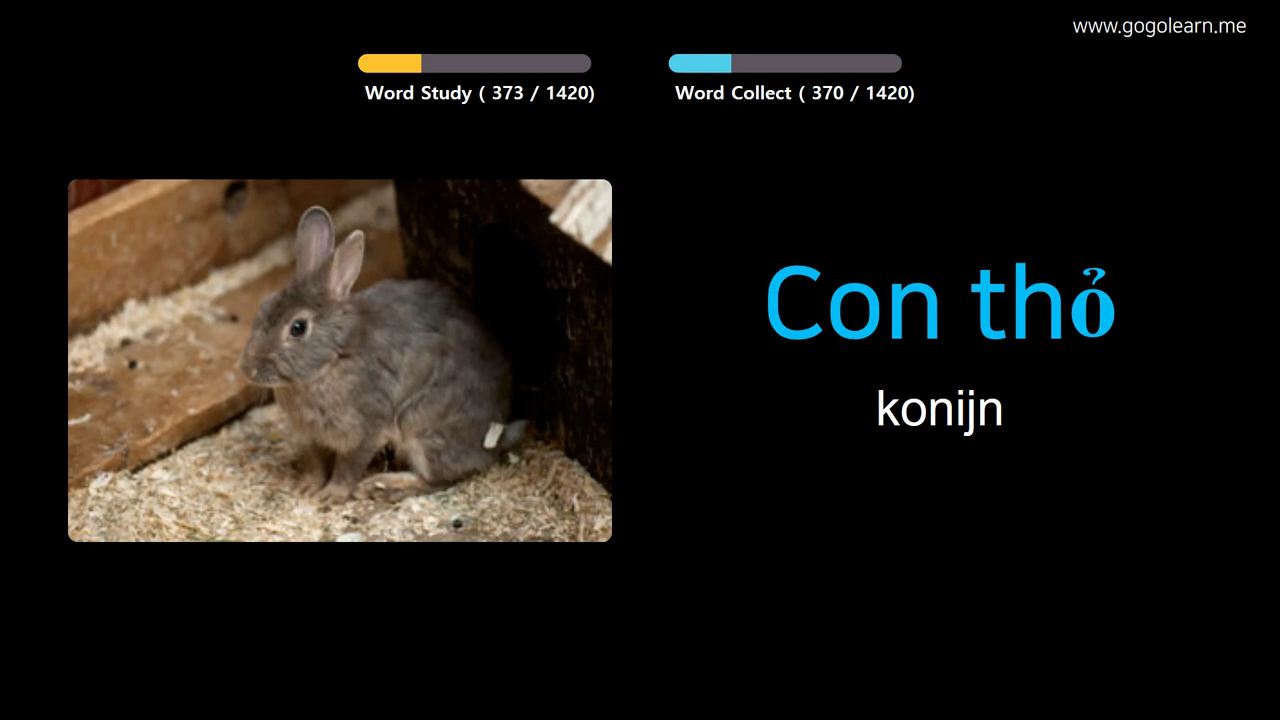 www.gogolearn.me
Word Study ( 373 / 1420)
Word Collect ( 370 / 1420)
Con thỏ
konijn